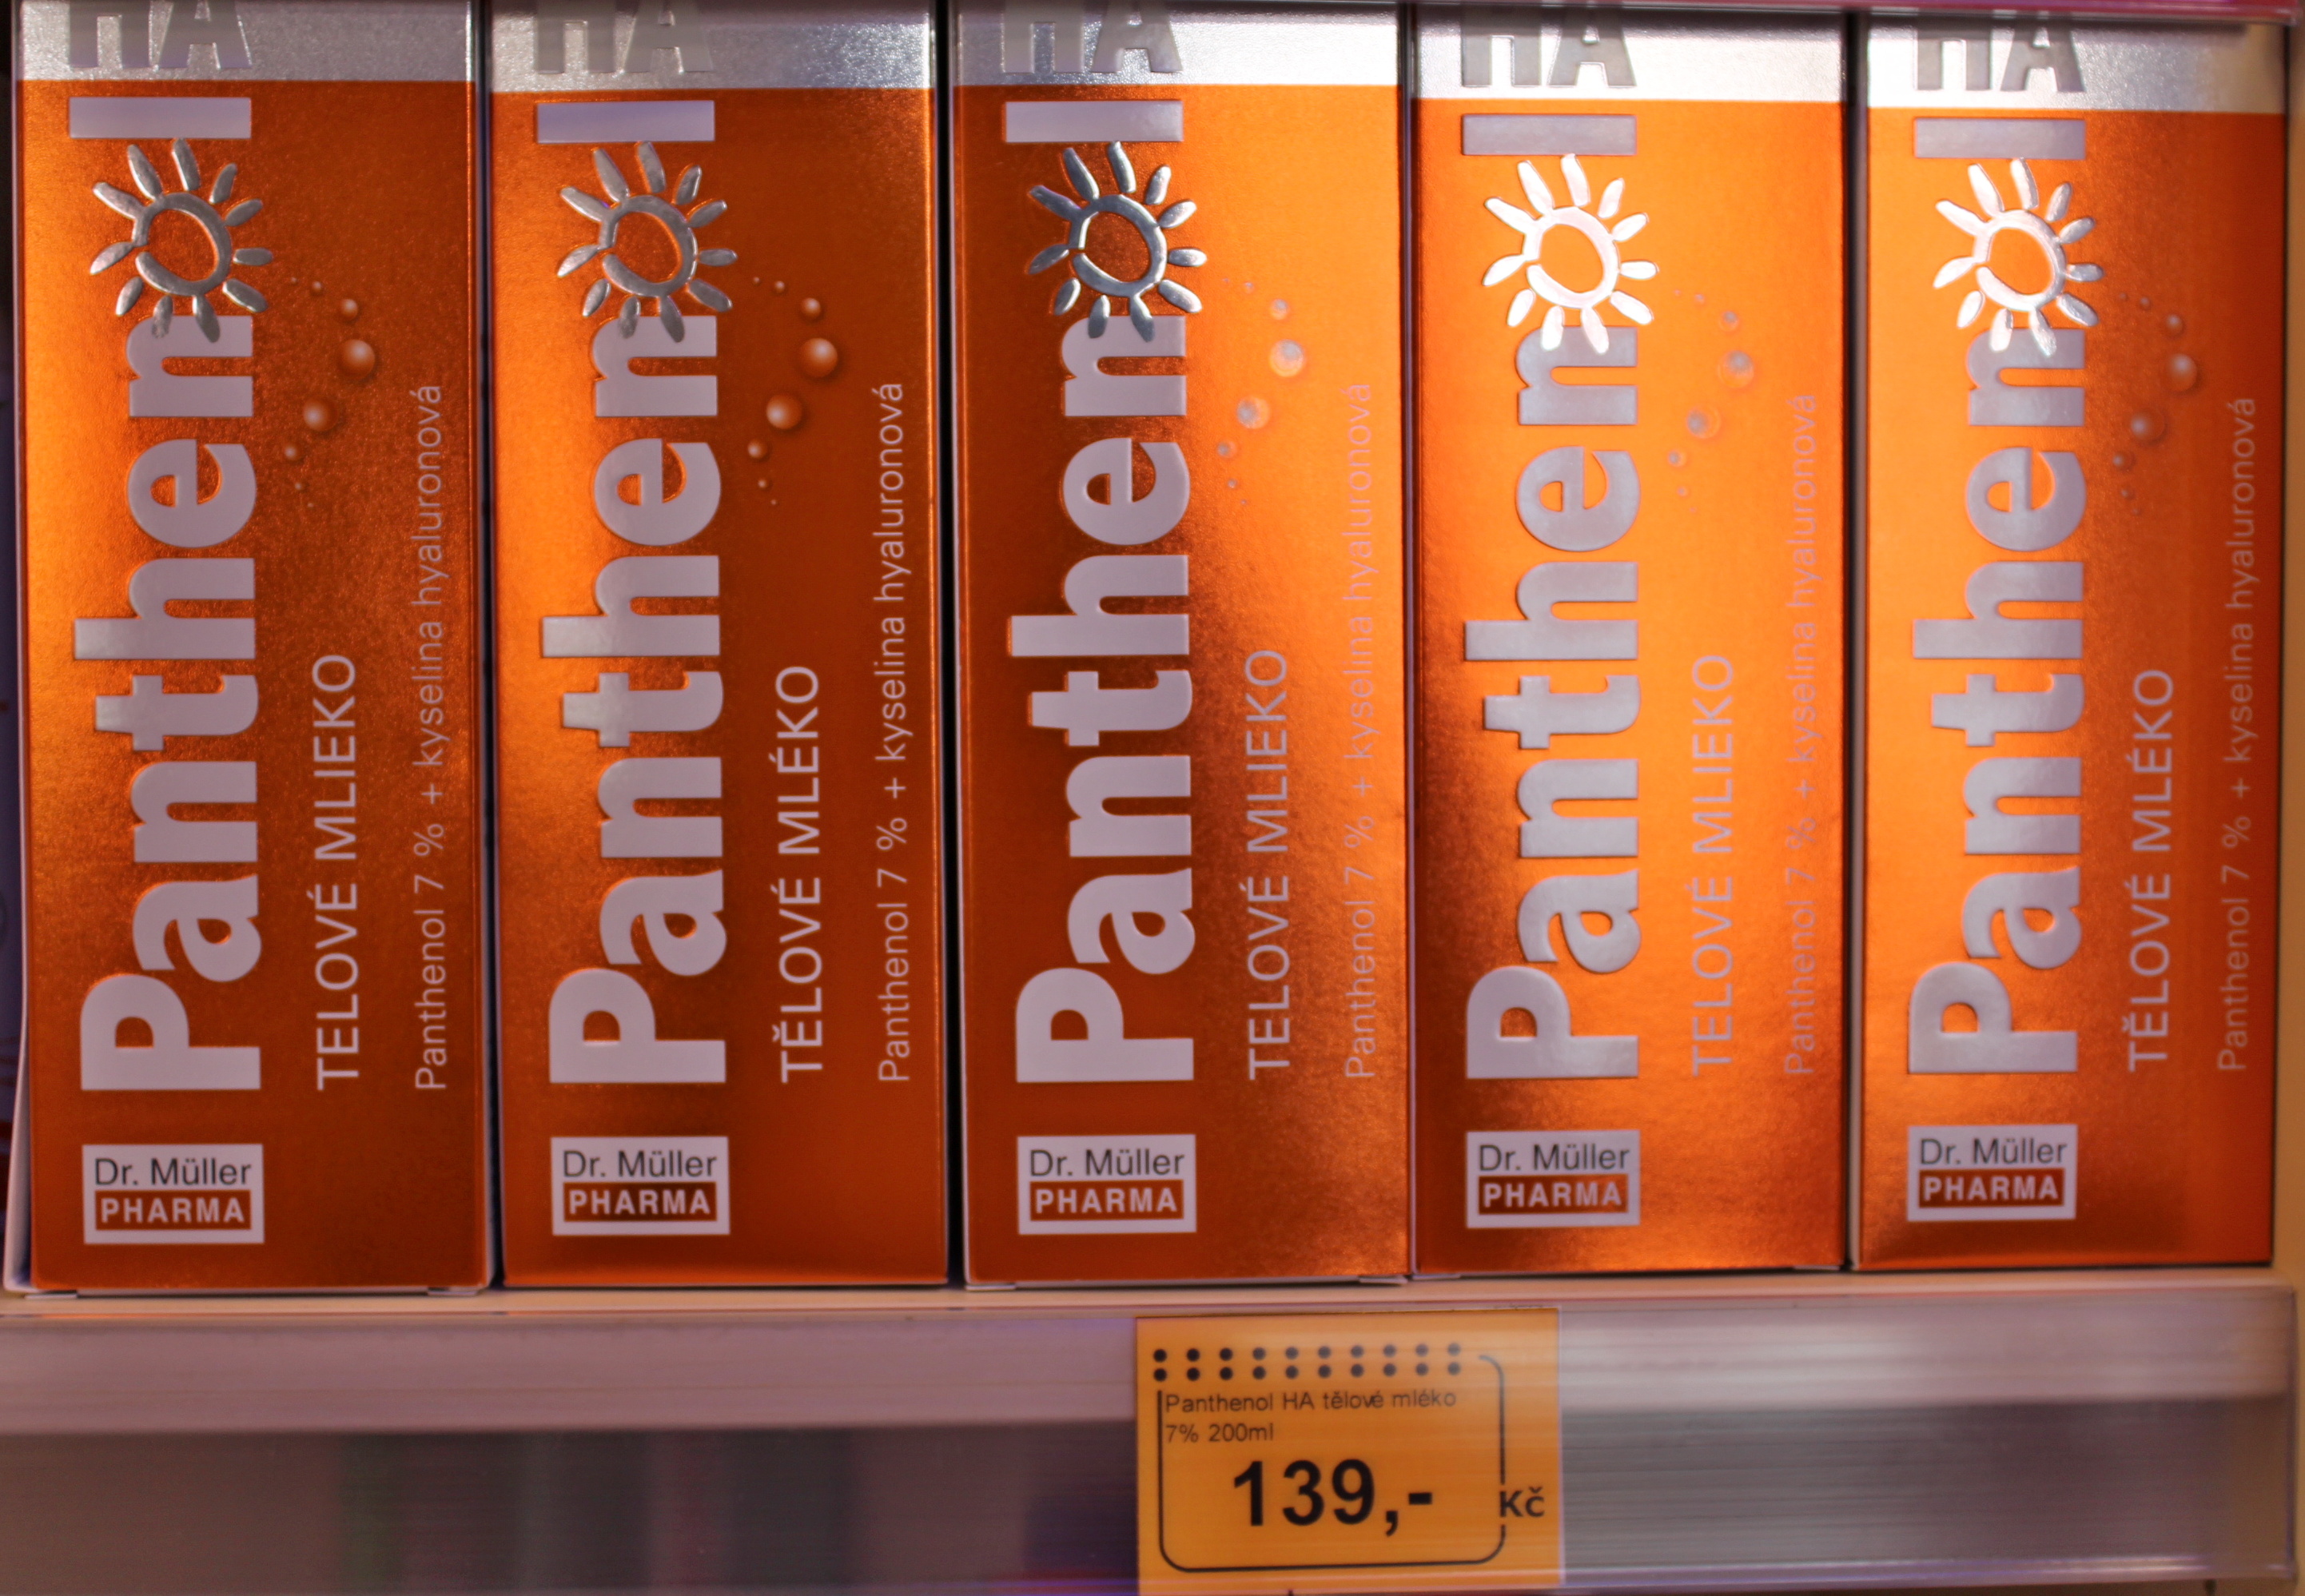 Panthenol HA
TELOVÉ MLIEKO
Panthenol 7 % + kyselina hyaluronová
Dr. Müller
PHARMA
Panthenol HA
TĚLOVÉ MLÉKO
Panthenol 7 % + kyselina hyaluronová
Dr. Müller
PHARMA
Panthenol HA
TELOVÉ MLIEKO
Panthenol 7 % + kyselina hyaluronová
Dr. Müller
PHARMA
Panthenol HA
TELOVÉ MLIEKO
Panthenol 7 % + kyselina hyaluronová
Dr. Müller
PHARMA
Panthenol HA
TĚLOVÉ MLÉKO
Panthenol 7 % + kyselina hyaluronová
Dr. Müller
PHARMA
Panthenol HA tělové mléko
7% 200ml
139,- Kč